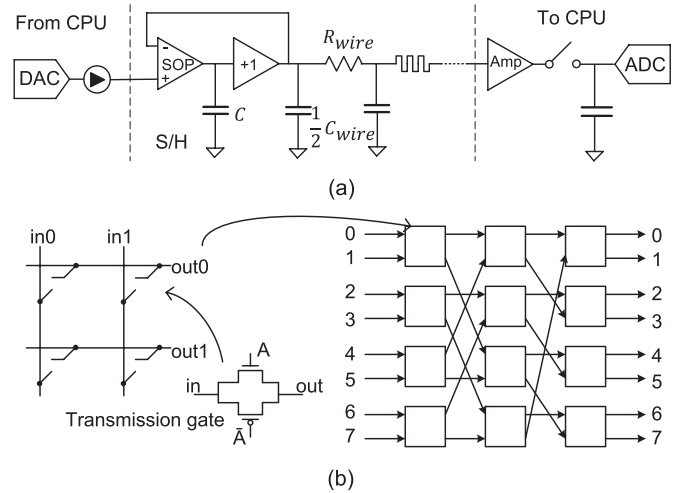 From CPU
To CPU
DAC
-
SOP
+
+1
R_wire
Amp
ADC
C
1/2 C_wire
S/H
(a)
in0 in1
out0
out1
A
in out
Ā
Transmission gate
0 0
1 1
2 2
3 3
4 4
5 5
6 6
7 7
(b)